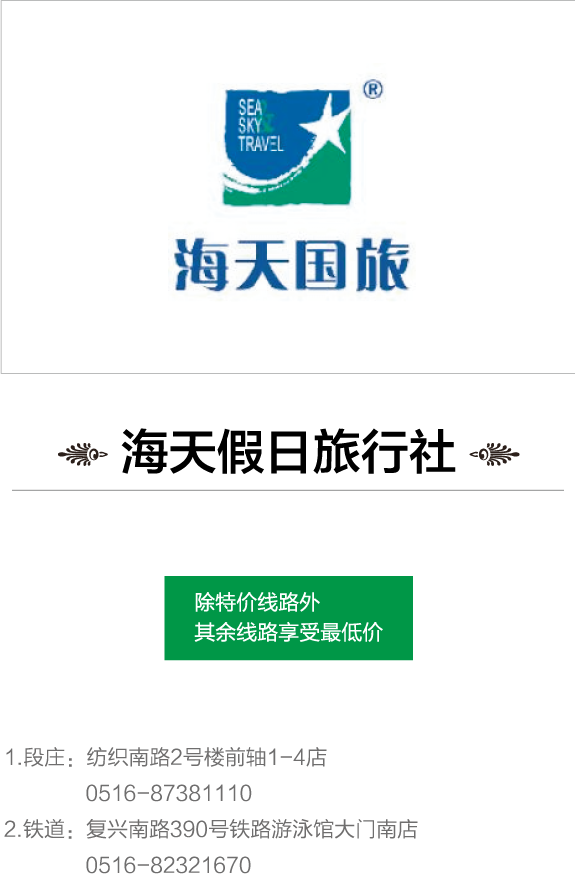 ®
SEA &
SKY
TRAVEL
海天国旅
海天假日旅行社
除特价线路外
其余线路享受最低价
1.段庄：纺织南路2号楼前轴1-4店
0516-87381110
2.铁道：复兴南路390号铁路游泳馆大门南店
0516-82321670